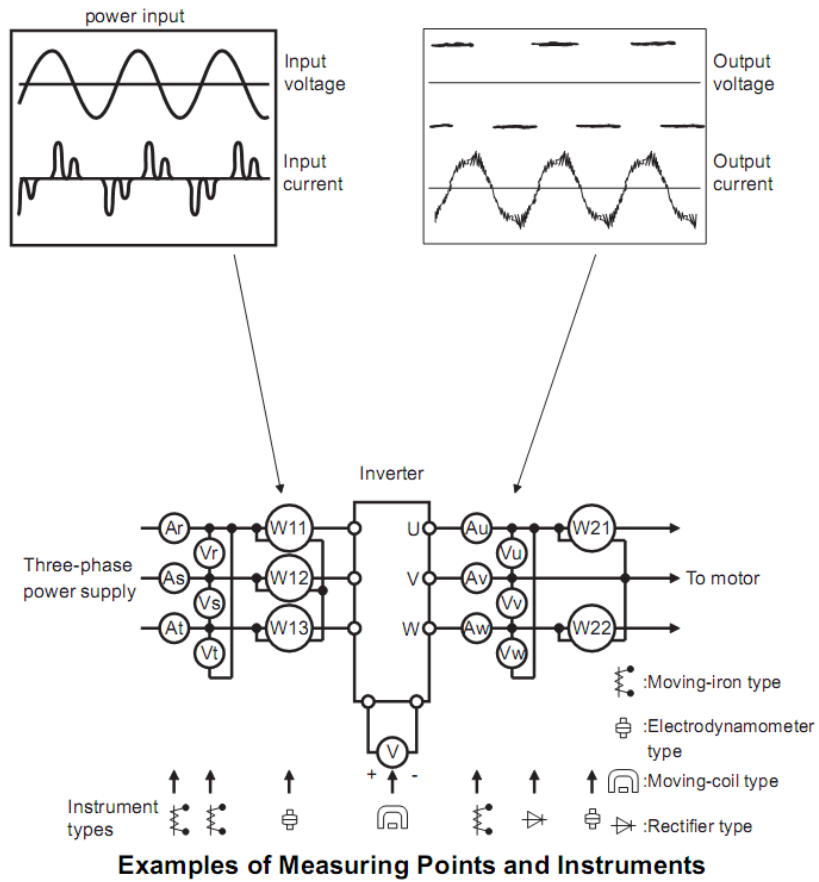 power input
Input
voltage
Input
current
Output
voltage
Output
current
Inverter
Three-phase
power supply
Ar
Vr
As
Vs
At
Vt
W11
W12
W13
U
V
W
Au
Vu
Av
Vv
Aw
Vw
W21
W22
To motor
V
+ -
:Moving-iron type
:Electrodynamometer
type
:Moving-coil type
:Rectifier type
Instrument
types
Examples of Measuring Points and Instruments